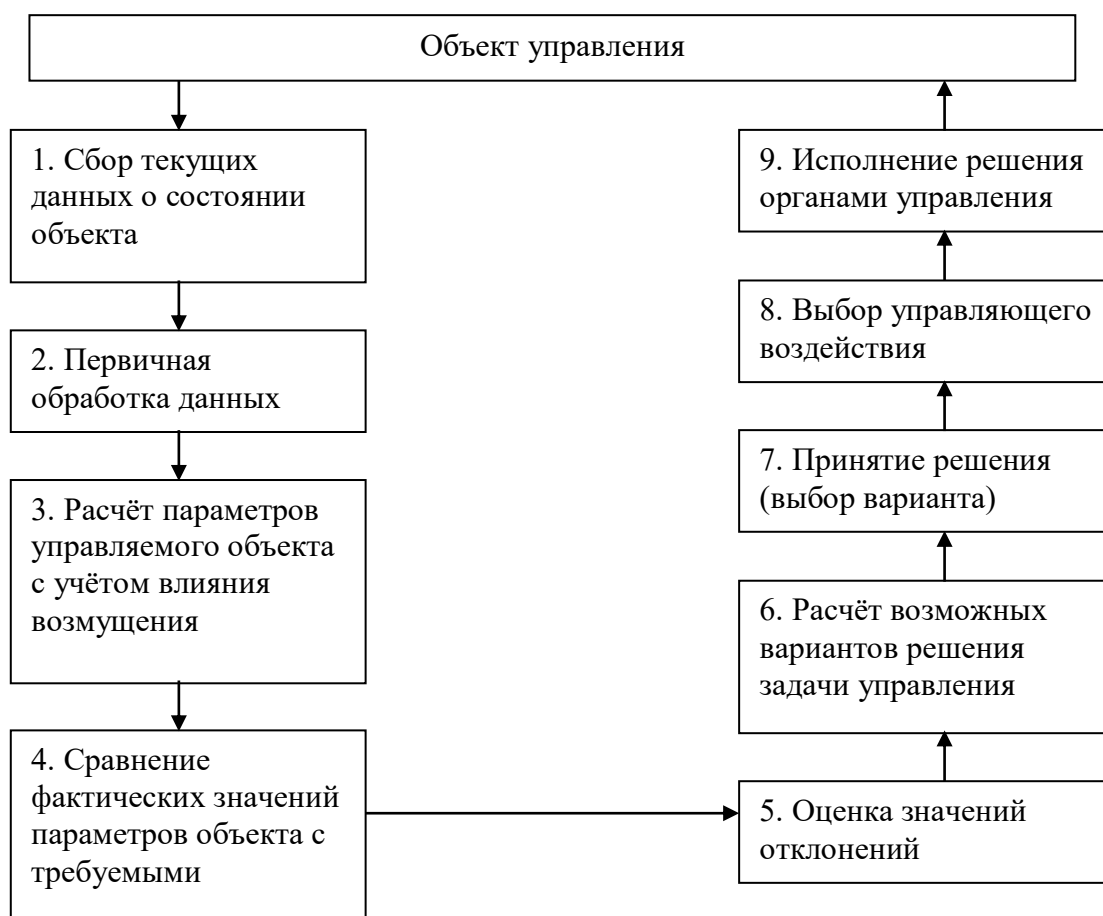 Объект управления
1. Сбор текущих
данных о состоянии
объекта
2. Первичная
обработка данных
3. Расчёт параметров
управляемого объекта
с учётом влияния
возмущения
4. Сравнение
фактических значений
параметров объекта с
требуемыми
5. Оценка значений
отклонений
6. Расчёт возможных
вариантов решения
задачи управления
7. Принятие решения
(выбор варианта)
8. Выбор управляющего
воздействия
9. Исполнение решения
органами управления